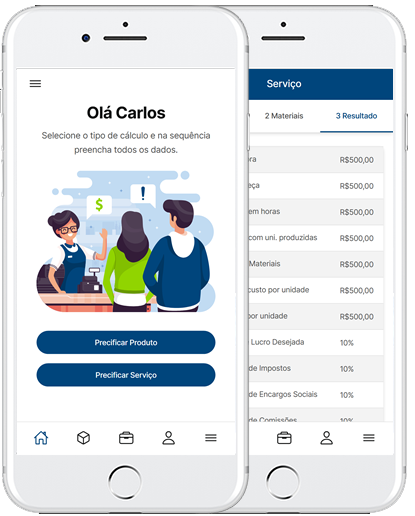 Olá Carlos
Selecione o tipo de cálculo e na sequência
preencha todos os dados.
$
!
Precificar Produto
Precificar Serviço
Serviço
2 Materiais
3 Resultado
R$500,00
R$500,00
em horas
R$500,00
com uni. produzidas
R$500,00
Materiais
R$500,00
custo por unidade
R$500,00
por unidade
R$500,00
Lucro Desejada
10%
de Impostos
10%
de Encargos Sociais
10%
de Comissões
10%